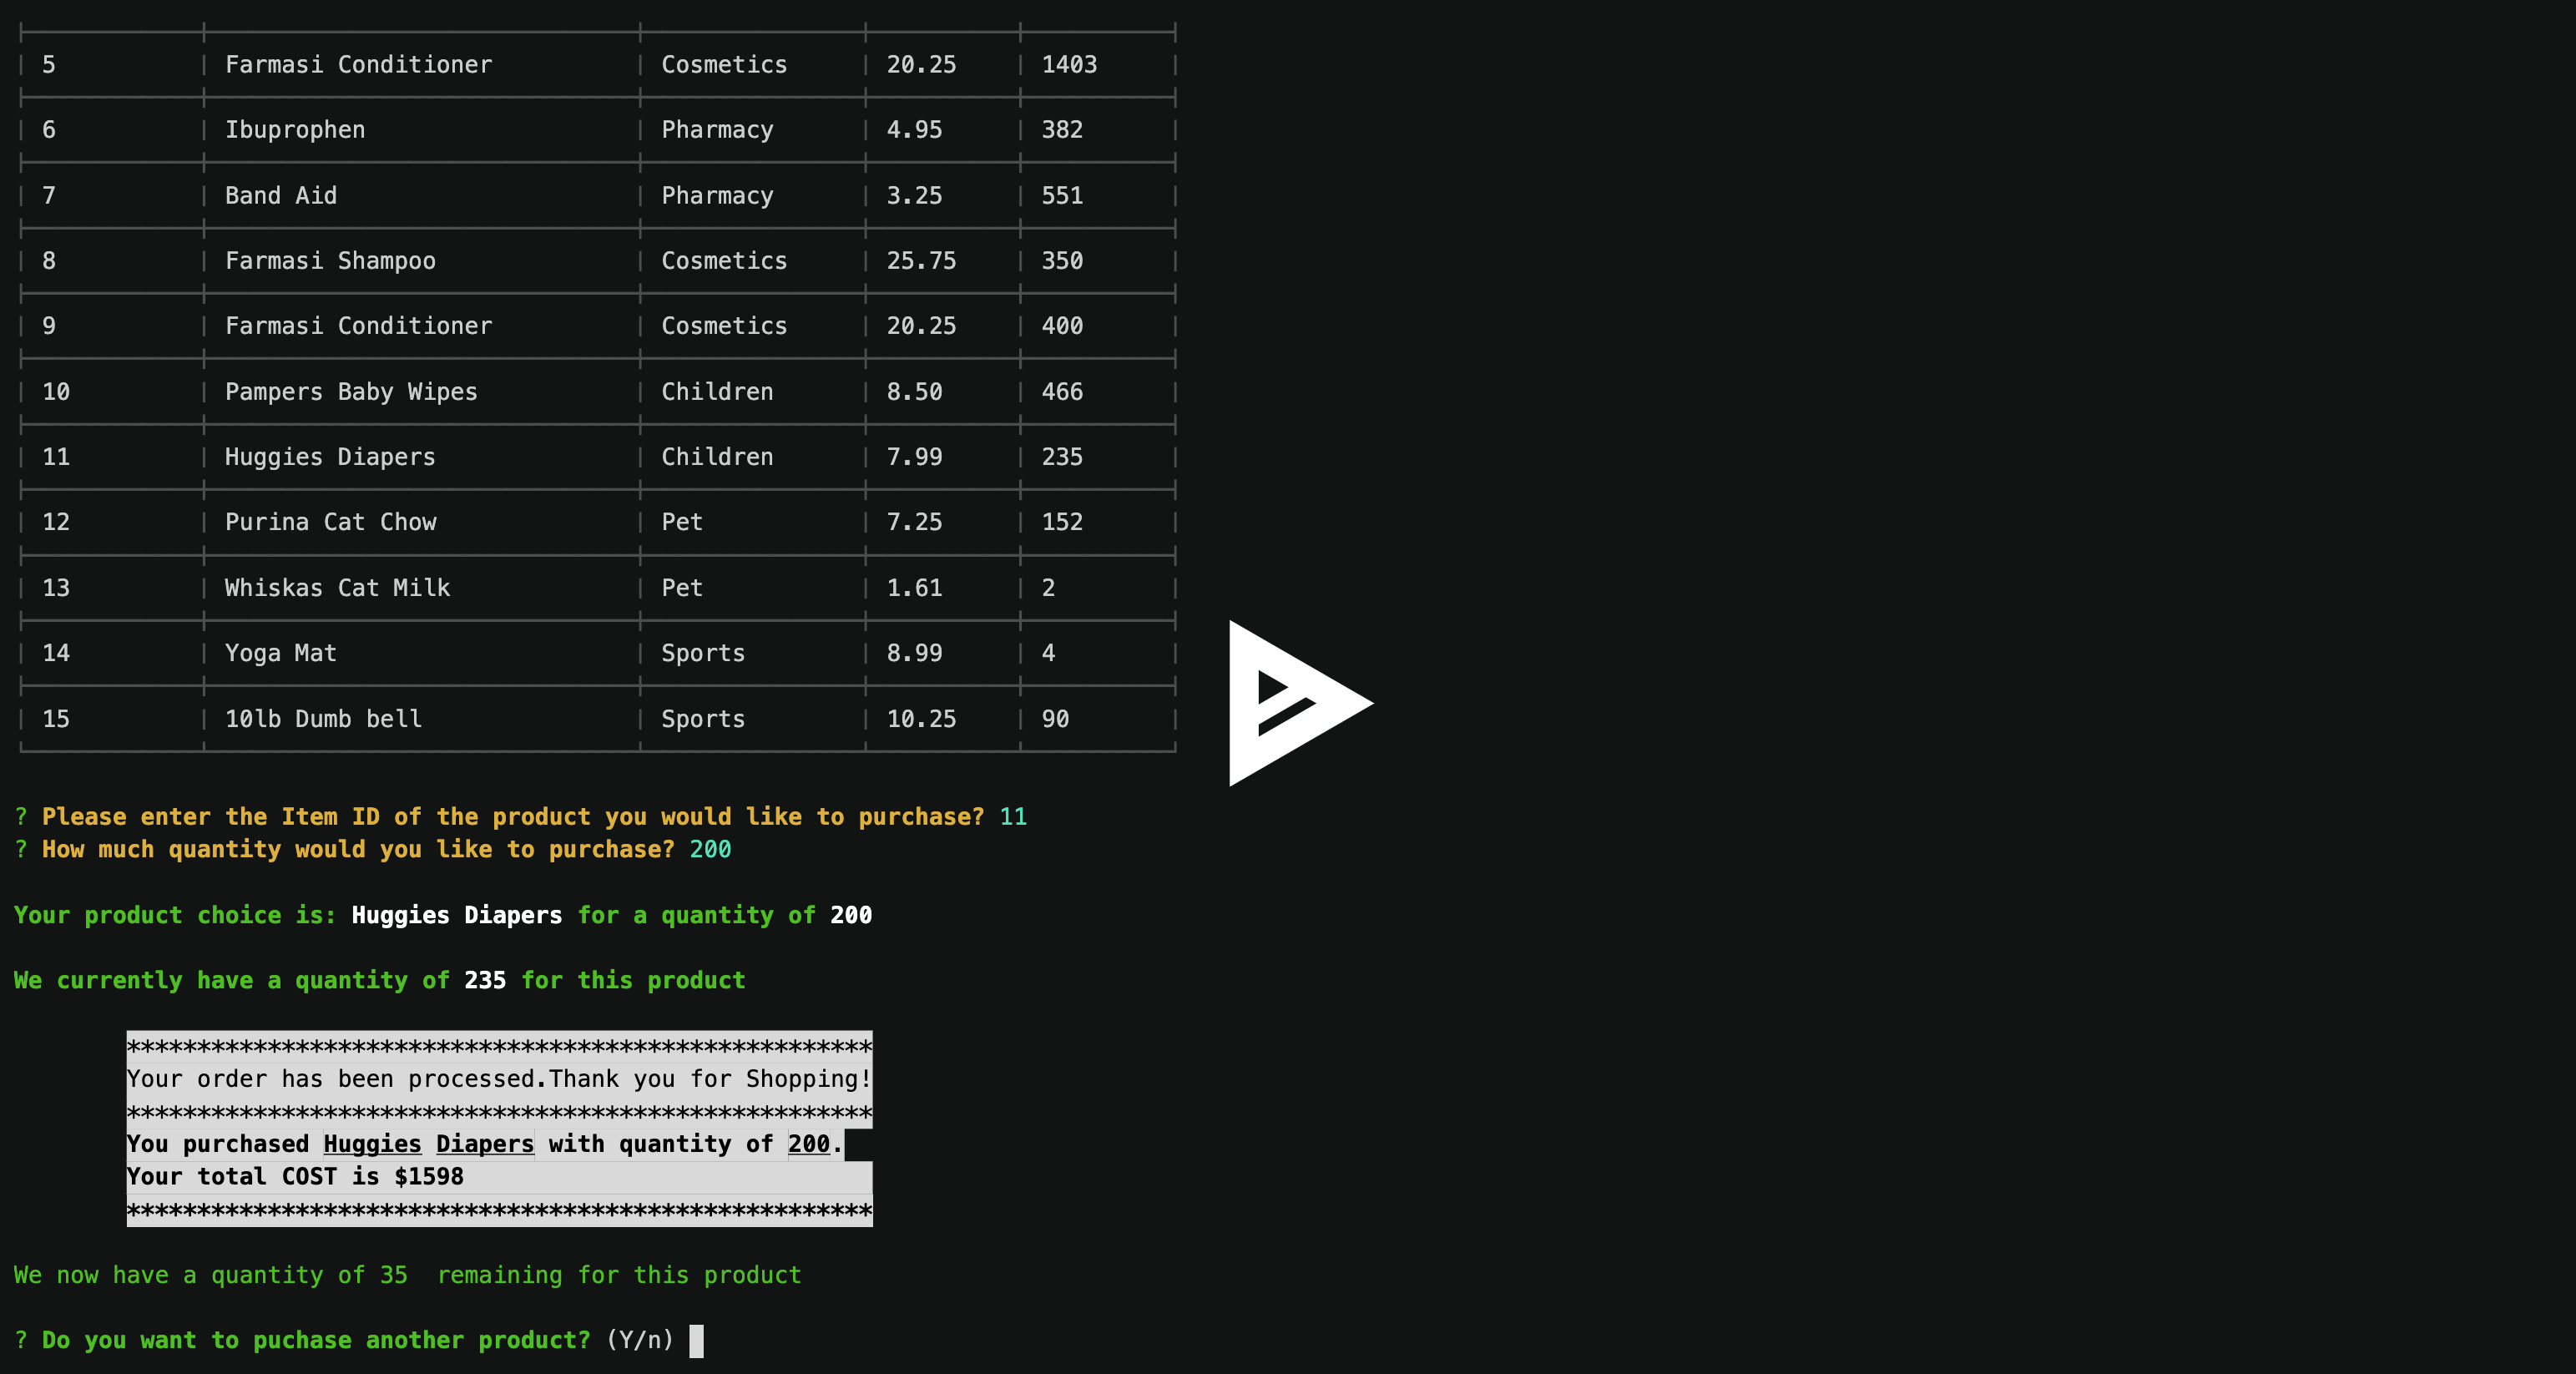 5 Farmasi Conditioner Cosmetics 20.25 1403
6 Ibuprophen Pharmacy 4.95 382
7 Band Aid Pharmacy 3.25 551
8 Farmasi Shampoo Cosmetics 25.75 350
9 Farmasi Conditioner Cosmetics 20.25 400
10 Pampers Baby Wipes Children 8.50 466
11 Huggies Diapers Children 7.99 235
12 Purina Cat Chow Pet 7.25 152
13 Whiskas Cat Milk Pet 1.61 2
14 Yoga Mat Sports 8.99 4
15 10lb Dumb bell Sports 10.25 90
? Please enter the Item ID of the product you would like to purchase? 11
? How much quantity would you like to purchase? 200
Your product choice is: Huggies Diapers for a quantity of 200
We currently have a quantity of 235 for this product
*****************************************************
Your order has been processed.Thank you for Shopping!
*****************************************************
You purchased Huggies Diapers with quantity of 200.
Your total COST is $1598
*****************************************************
We now have a quantity of 35  remaining for this product
? Do you want to puchase another product? (Y/n)